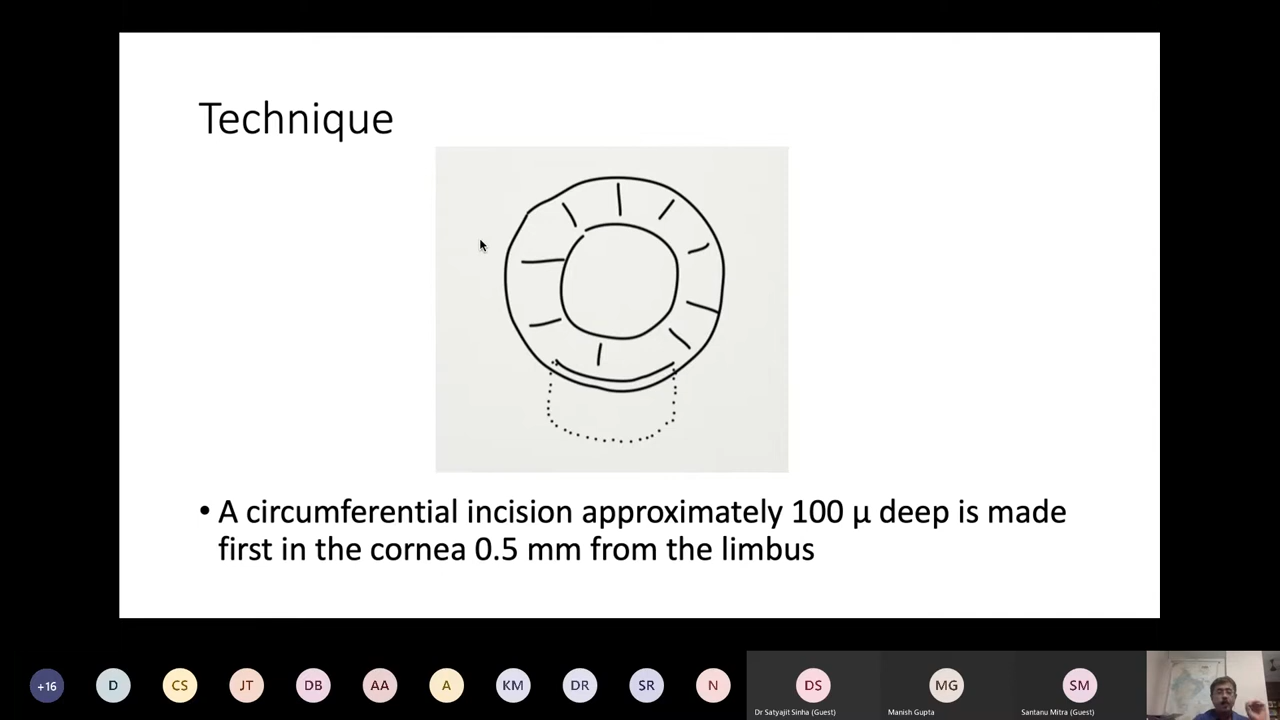 Technique
• A circumferential incision approximately 100 µ deep is made
first in the cornea 0.5 mm from the limbus
+16
D
CS
JT
DB
AA
A
KM
DR
SR
N
DS
MG
SM
Dr Satyajit Sinha (Guest)
Manish Gupta
Santanu Mitra (Guest)